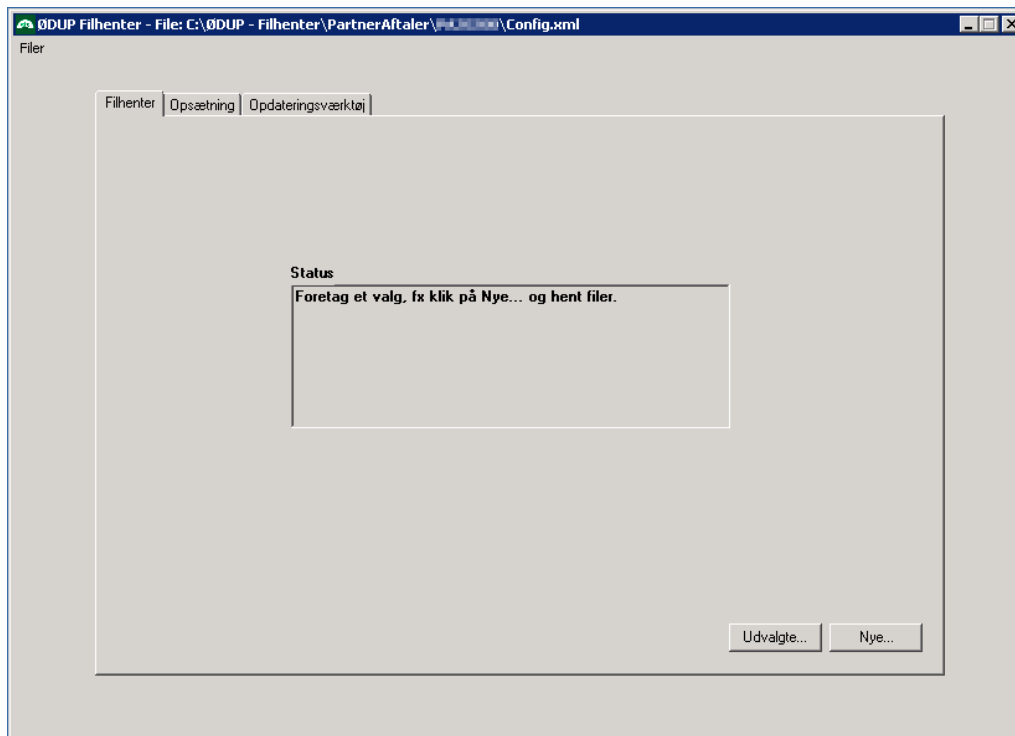 ØDUP Filhenter - File: C:\ØDUP - Filhenter\PartnerAftaler\ \Config.xml
Filer
Filhenter Opsætning Opdateringsværktøj
Status
Foretag et valg, fx klik på Nye... og hent filer.
Udvalgte... Nye...